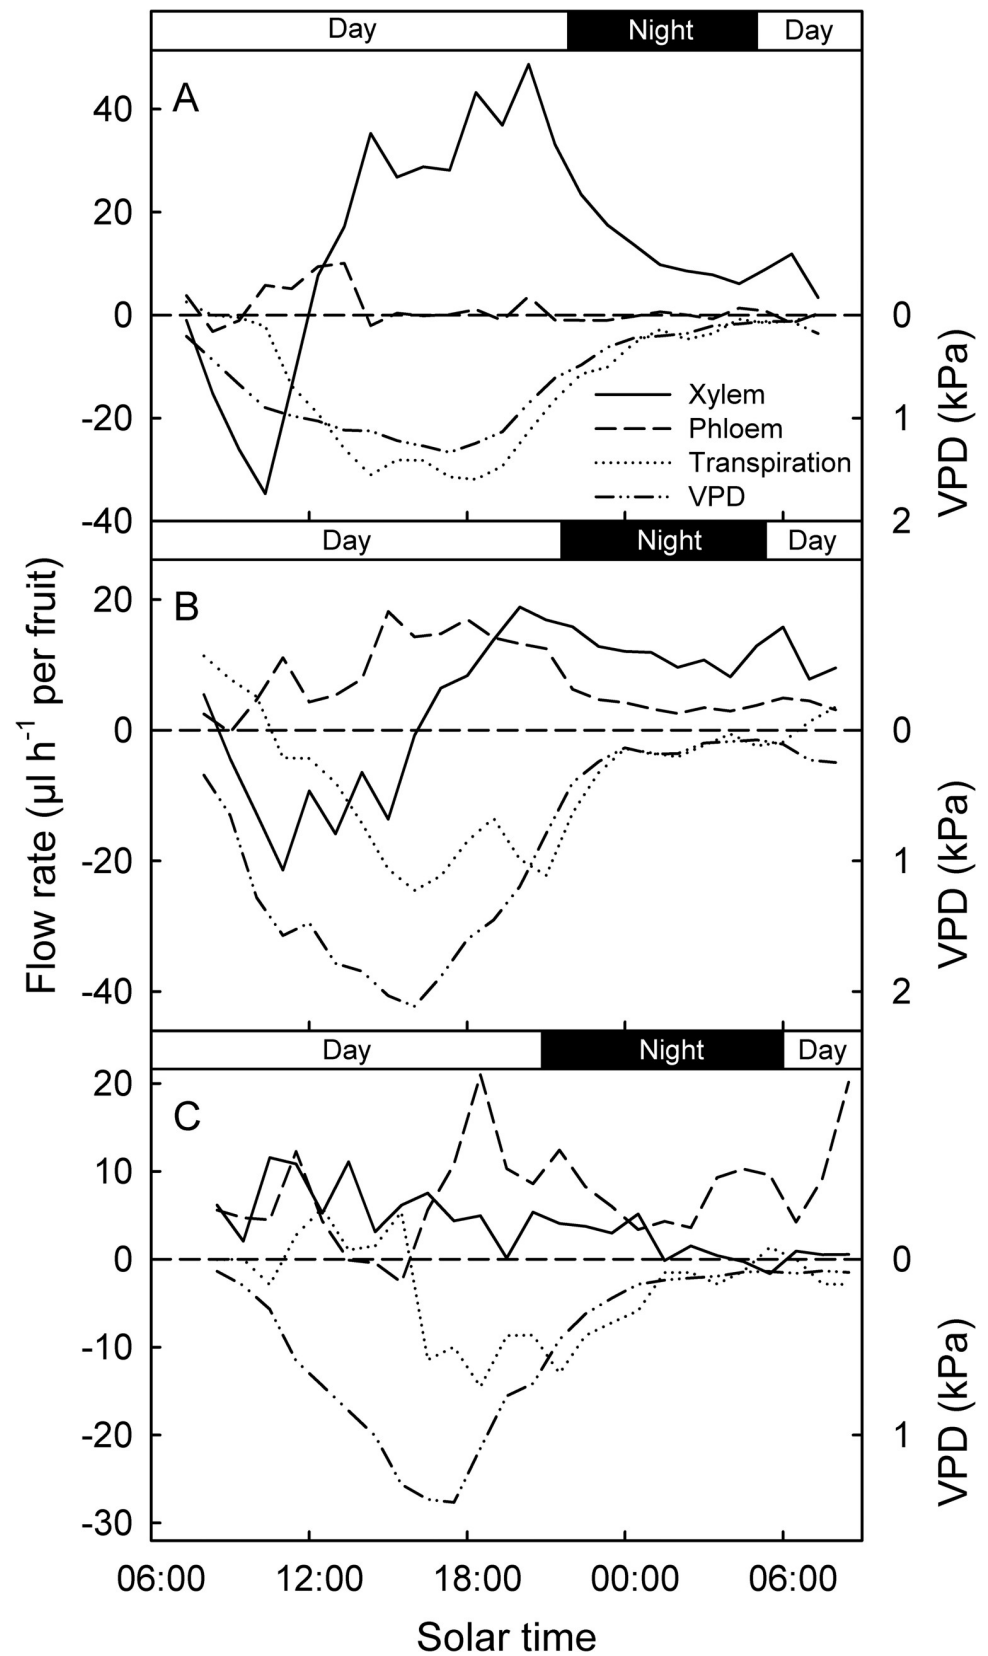 Day Night Day
A
40
20
0 0
-20 1
-40 2
VPD (kPa)
Xylem
Phloem
Transpiration
VPD
Day Night Day
B
20
0 0
-20 1
-40 2
VPD (kPa)
Flow rate (µl h⁻¹ per fruit)
Day Night Day
C
20
10
0 0
-10
-20 1
-30
VPD (kPa)
06:00 12:00 18:00 00:00 06:00
Solar time